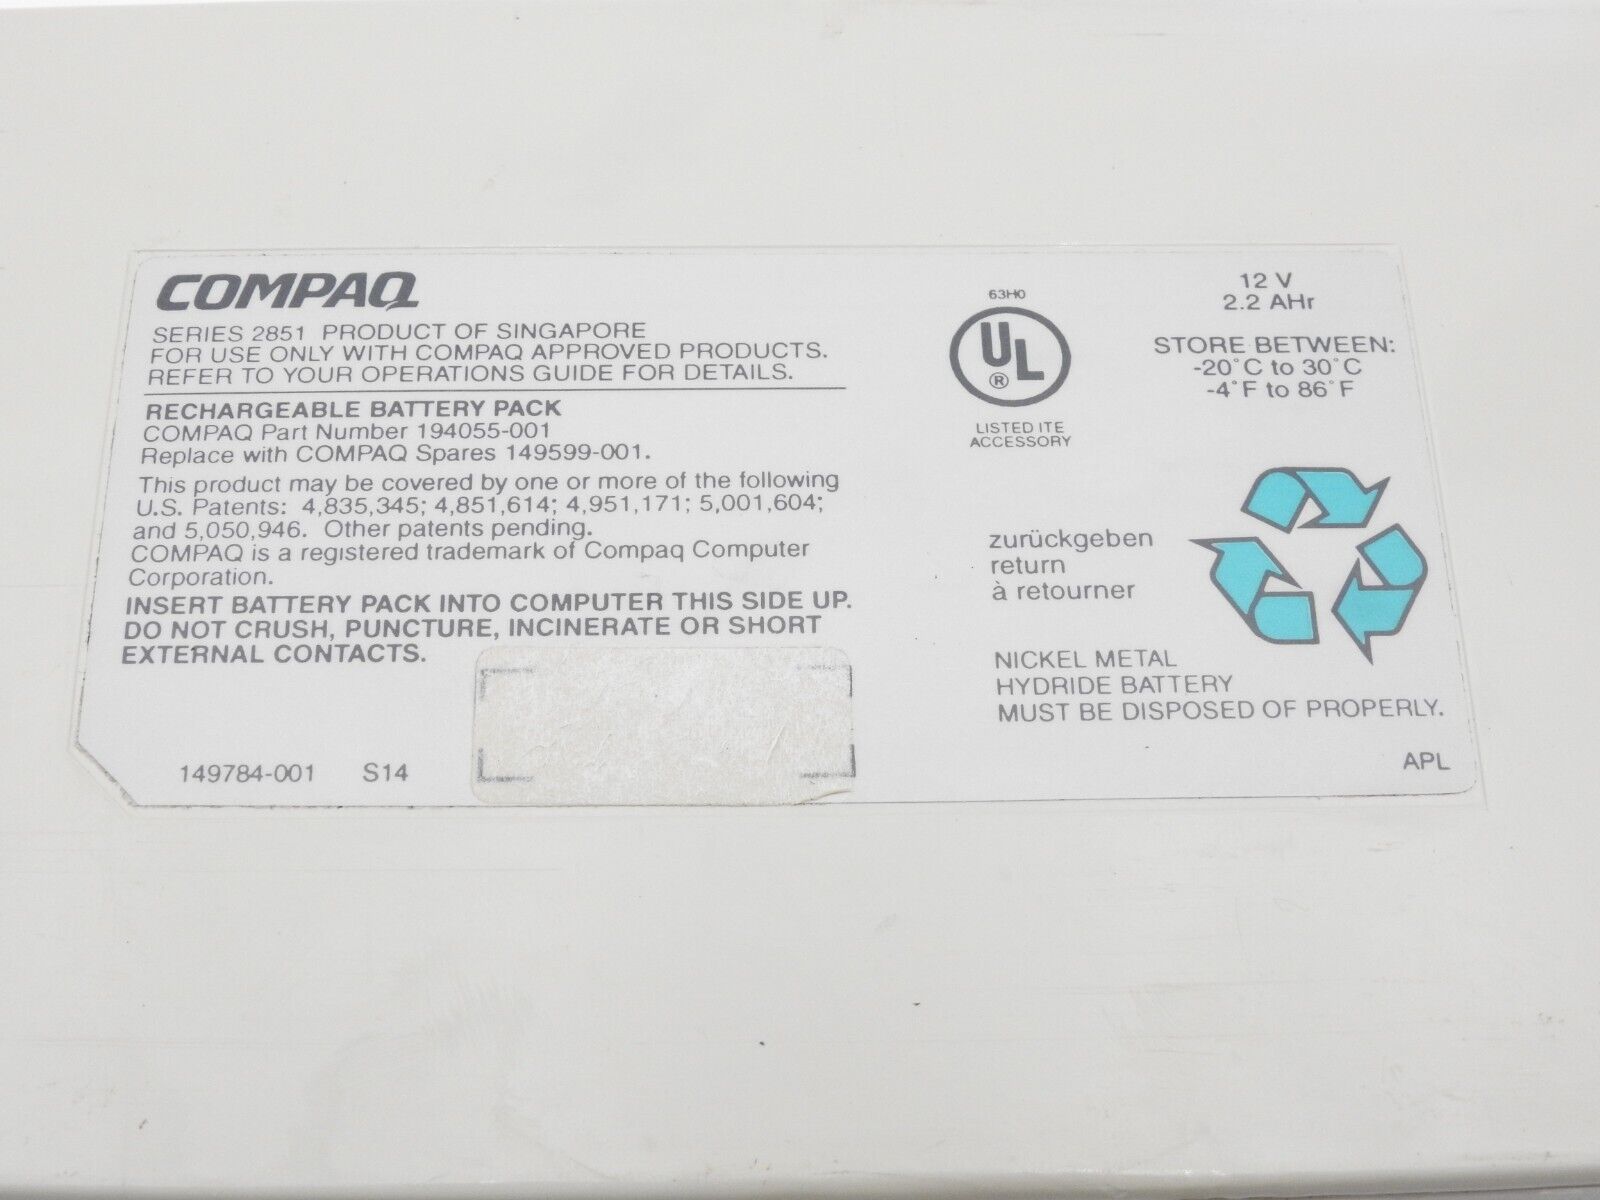 COMPAQ
SERIES 2851 PRODUCT OF SINGAPORE
FOR USE ONLY WITH COMPAQ APPROVED PRODUCTS.
REFER TO YOUR OPERATIONS GUIDE FOR DETAILS.
RECHARGEABLE BATTERY PACK
COMPAQ Part Number 194055-001
Replace with COMPAQ Spares 149599-001.
This product may be covered by one or more of the following
U.S. Patents: 4,835,345; 4,851,614; 4,951,171; 5,001,604;
and 5,050,946. Other patents pending.
COMPAQ is a registered trademark of Compaq Computer
Corporation.
INSERT BATTERY PACK INTO COMPUTER THIS SIDE UP.
DO NOT CRUSH, PUNCTURE, INCINERATE OR SHORT
EXTERNAL CONTACTS.
149784-001 S14
63H0
UL
®
LISTED ITE
ACCESSORY
12 V
2.2 AHr
STORE BETWEEN:
-20°C to 30°C
-4°F to 86°F
zurückgeben
return
à retourner
NICKEL METAL
HYDRIDE BATTERY
MUST BE DISPOSED OF PROPERLY.
APL